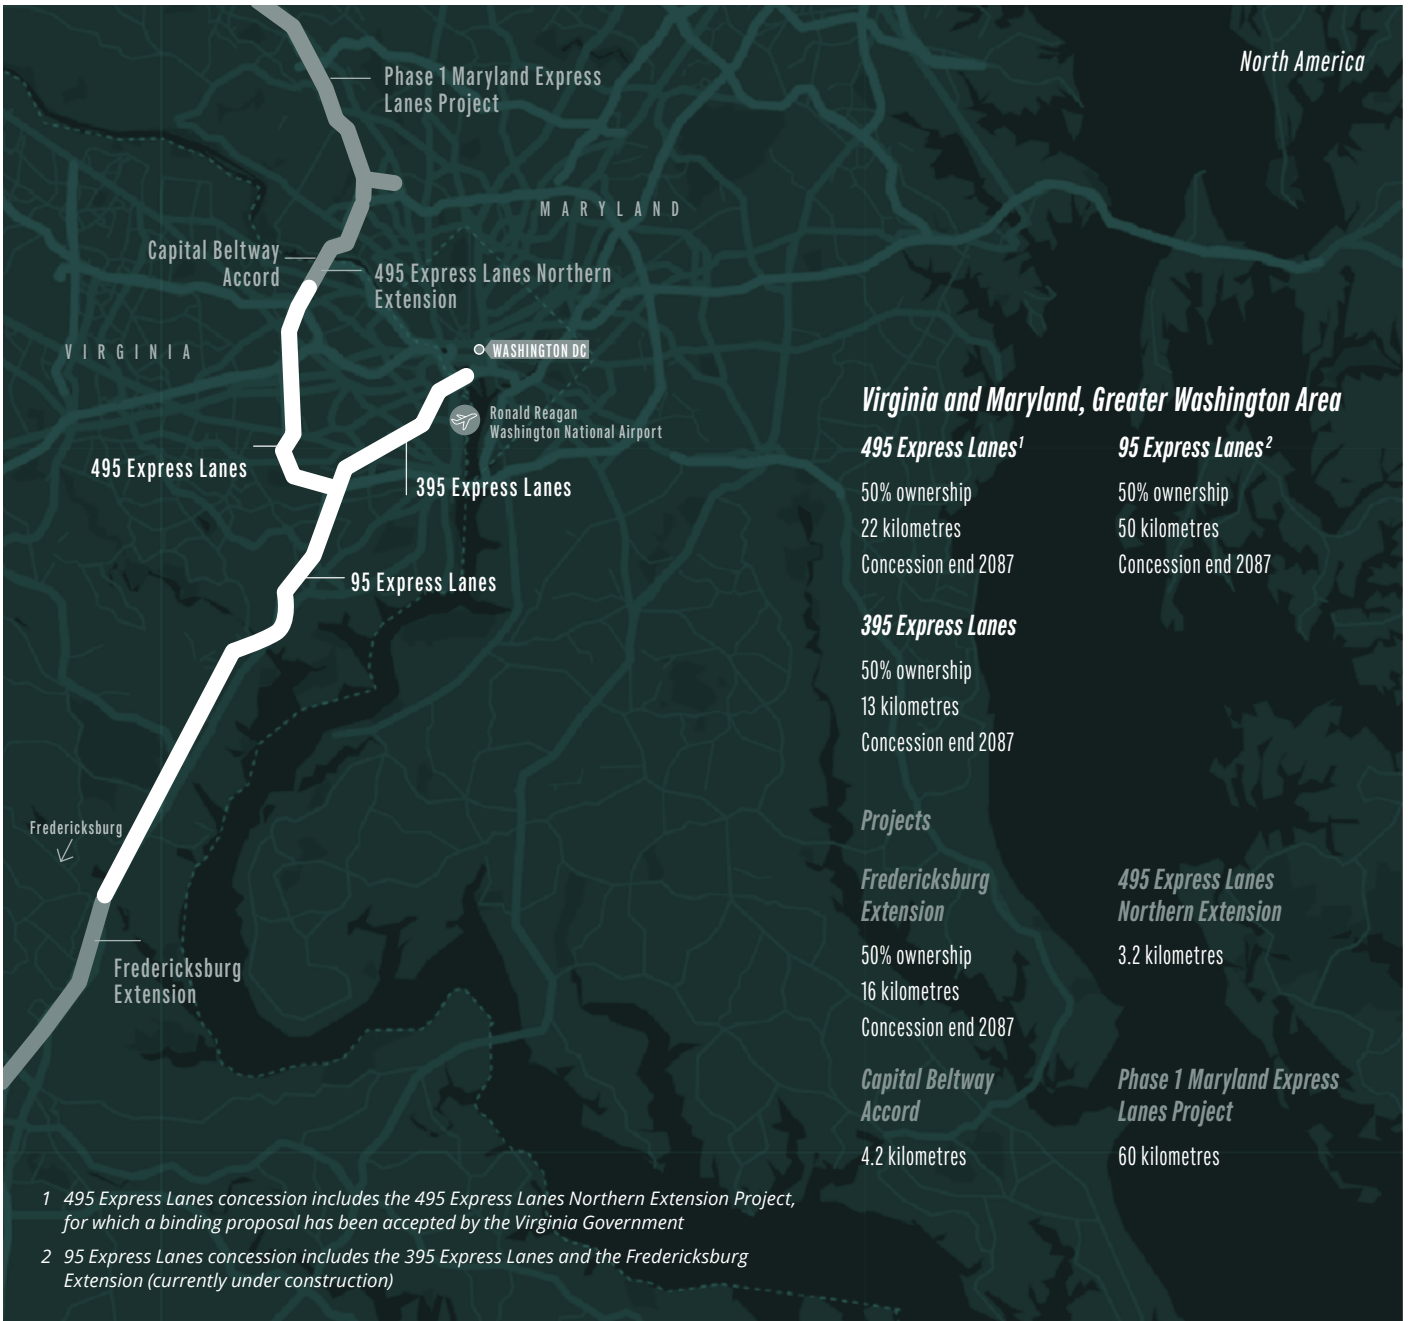 North America
Phase 1 Maryland Express
Lanes Project
MARYLAND
Capital Beltway
Accord
495 Express Lanes Northern
Extension
VIRGINIA
WASHINGTON DC
Ronald Reagan
Washington National Airport
495 Express Lanes
395 Express Lanes
95 Express Lanes
Fredericksburg
Fredericksburg
Extension
Virginia and Maryland, Greater Washington Area
495 Express Lanes¹
50% ownership
22 kilometres
Concession end 2087
95 Express Lanes²
50% ownership
50 kilometres
Concession end 2087
395 Express Lanes
50% ownership
13 kilometres
Concession end 2087
Projects
Fredericksburg
Extension
50% ownership
16 kilometres
Concession end 2087
495 Express Lanes
Northern Extension
3.2 kilometres
Capital Beltway
Accord
4.2 kilometres
Phase 1 Maryland Express
Lanes Project
60 kilometres
1 495 Express Lanes concession includes the 495 Express Lanes Northern Extension Project,
for which a binding proposal has been accepted by the Virginia Government
2 95 Express Lanes concession includes the 395 Express Lanes and the Fredericksburg
Extension (currently under construction)